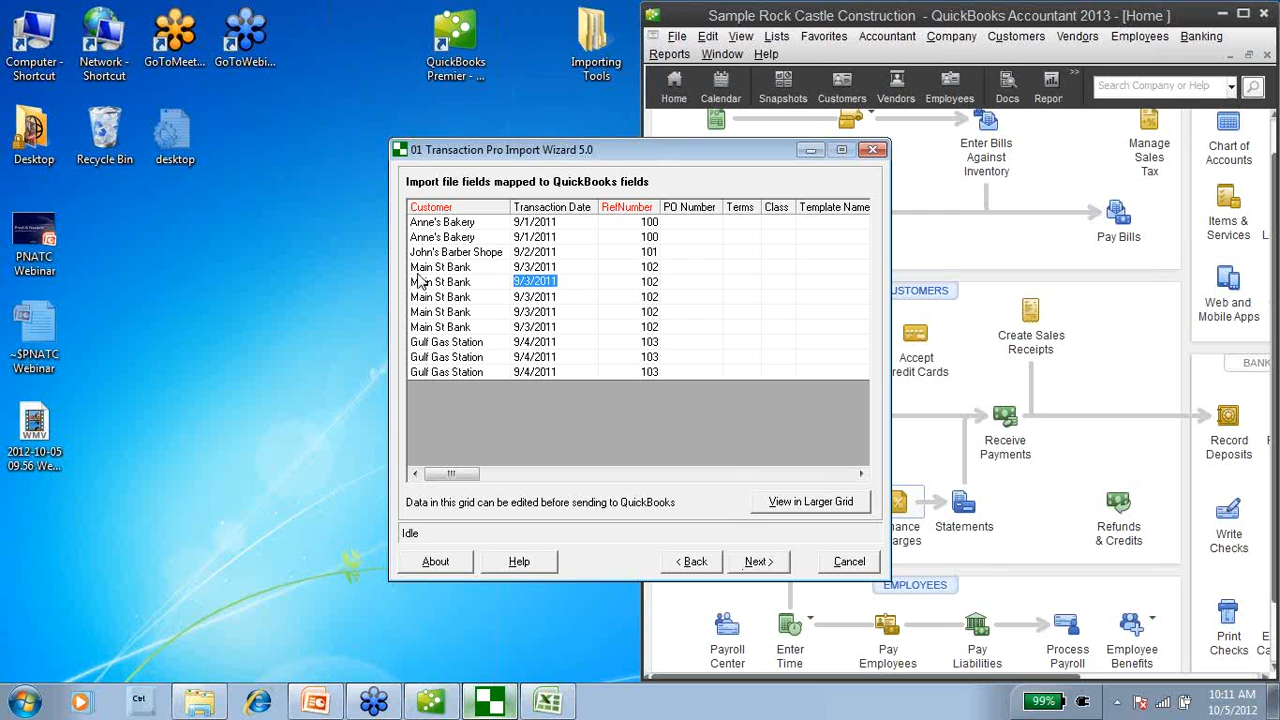 Computer -
Shortcut
Network -
Shortcut
GoToMeet...
GoToWebi...
QuickBooks
Premier - ...
Importing
Tools
Desktop
Recycle Bin
desktop
PNATC
Webinar
~$PNATC
Webinar
WMV
2012-10-05
09.56 We...
Sample Rock Castle Construction - QuickBooks Accountant 2013 - [Home ]
File Edit View Lists Favorites Accountant Company Customers Vendors Employees Banking
Reports Window Help
Home Calendar Snapshots Customers Vendors Employees Docs Report
Search Company or Help
Enter Bills
Against
Inventory
Manage
Sales
Tax
Chart of
Accounts
Pay Bills
Items &
Services
CUSTOMERS
Web and
Mobile Apps
Create Sales
Receipts
Accept
redit Cards
BANK
Receive
Payments
Record
Deposits
nance
arges
Statements
Refunds
& Credits
Write
Checks
EMPLOYEES
Payroll
Center
Enter
Time
Pay
Employees
Pay
Liabilities
Process
Payroll
Employee
Benefits
Print
Checks
01 Transaction Pro Import Wizard 5.0
Import file fields mapped to QuickBooks fields
Customer Transaction Date RefNumber PO Number Terms Class Template Name
Anne's Bakery 9/1/2011 100
Anne's Bakery 9/1/2011 100
John's Barber Shope 9/2/2011 101
Main St Bank 9/3/2011 102
Main St Bank 9/3/2011 102
Main St Bank 9/3/2011 102
Main St Bank 9/3/2011 102
Main St Bank 9/3/2011 102
Gulf Gas Station 9/4/2011 103
Gulf Gas Station 9/4/2011 103
Gulf Gas Station 9/4/2011 103
Data in this grid can be edited before sending to QuickBooks
View in Larger Grid
Idle
About Help < Back Next > Cancel
Ctrl
99%
10:11 AM
10/5/2012